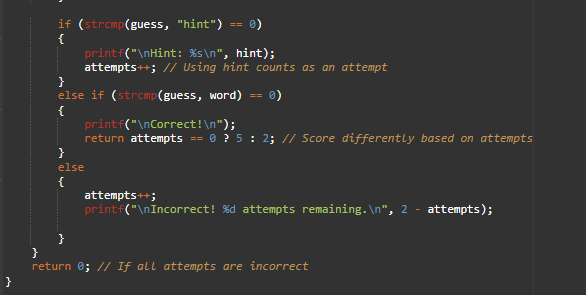 }
if (strcmp(guess, "hint") == 0)
{
printf("\nHint: %s\n", hint);
attempts++; // Using hint counts as an attempt
}
else if (strcmp(guess, word) == 0)
{
printf("\nCorrect!\n");
return attempts == 0 ? 5 : 2; // Score differently based on attempts
}
else
{
attempts++;
printf("\nIncorrect! %d attempts remaining.\n", 2 - attempts);
}
}
return 0; // If all attempts are incorrect
}